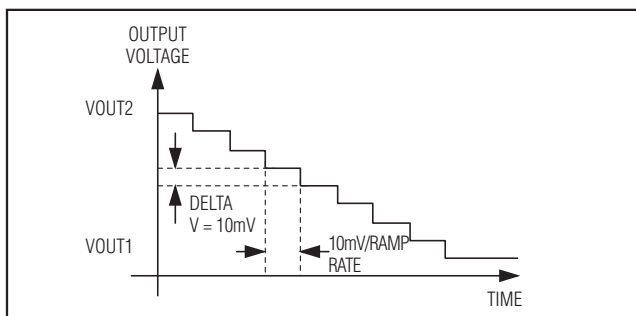 OUTPUT
VOLTAGE
VOUT2
DELTA
V = 10mV
VOUT1
10mV/RAMP
RATE
TIME